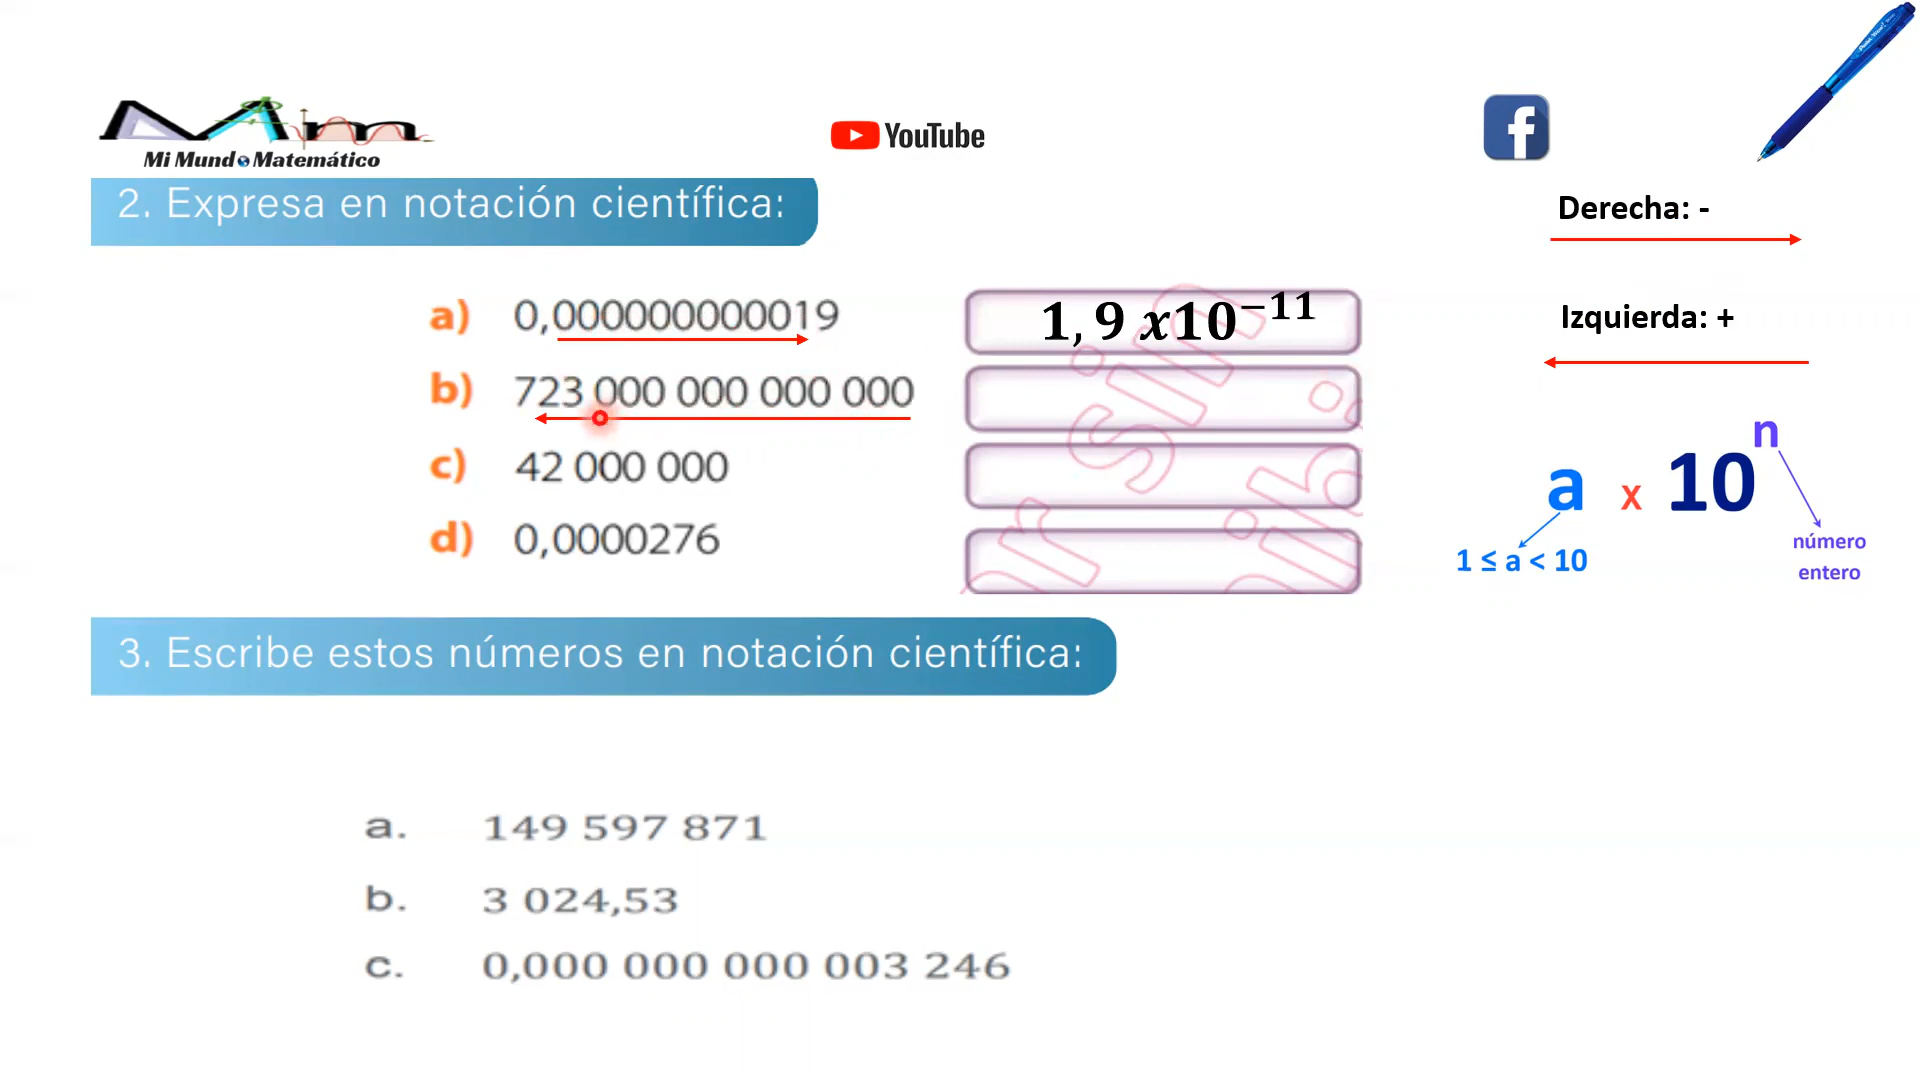 Mi Mundo Matemático
YouTube
2. Expresa en notación científica:
a) 0,000000000019
1,9 x10⁻¹¹
b) 723 000 000 000 000
c) 42 000 000
d) 0,0000276
Derecha: -
Izquierda: +
a x 10ⁿ
1 ≤ a < 10
número
entero
3. Escribe estos números en notación científica:
a. 149 597 871
b. 3 024,53
c. 0,000 000 000 003 246